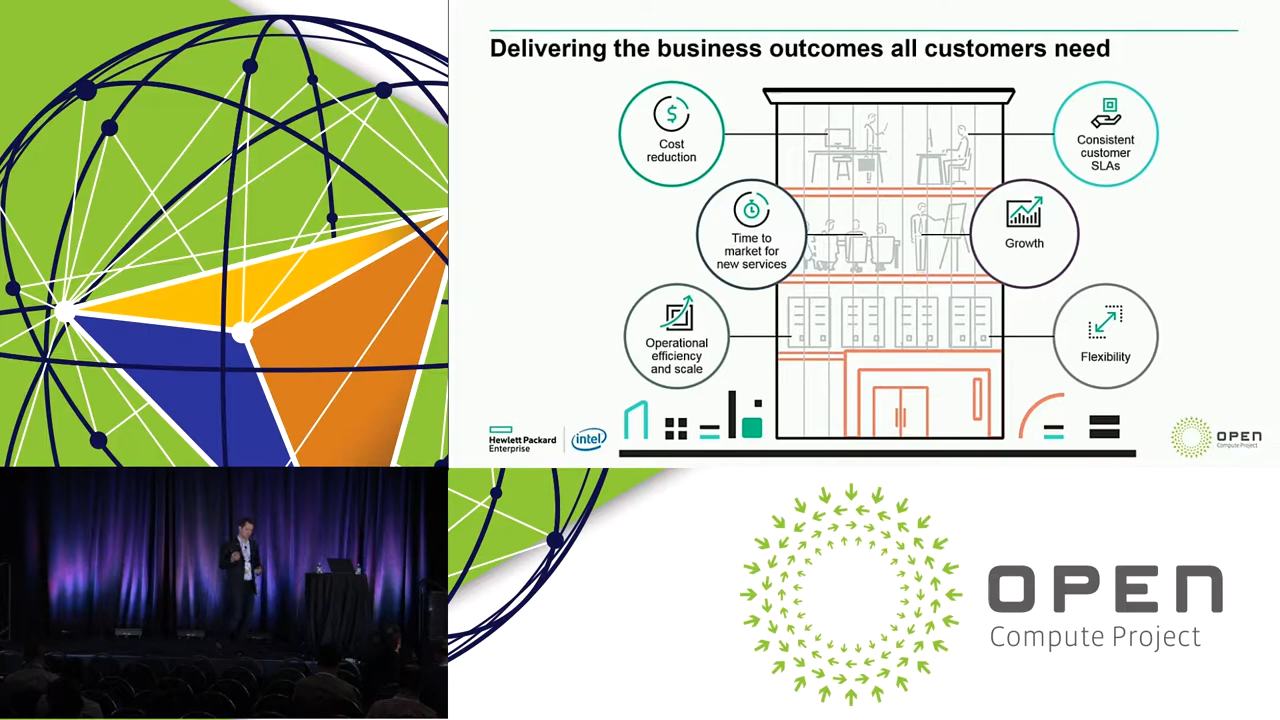 Delivering the business outcomes all customers need
Cost
reduction
Consistent
customer
SLAs
Time to
market for
new services
Growth
Operational
efficiency
and scale
Flexibility
Hewlett Packard
Enterprise
intel
OPEN
Compute Project
OPEN
Compute Project